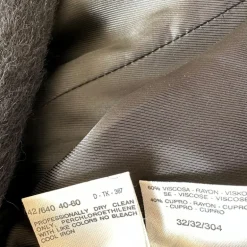 42/640 40-60 D - TK - 367
PROFESSIONALLY DRY CLEAN
ONLY. PERCHLOROETHILENE
WITH LIKE COLORS NO BLEACH
COOL IRON
60% VISCOSA - RAYON - VISKO
SE - VISCOSE - VISCOSE
40% CUPRO - RAYON - CUPRO
- CUPRO - CUPRO
32/32/304